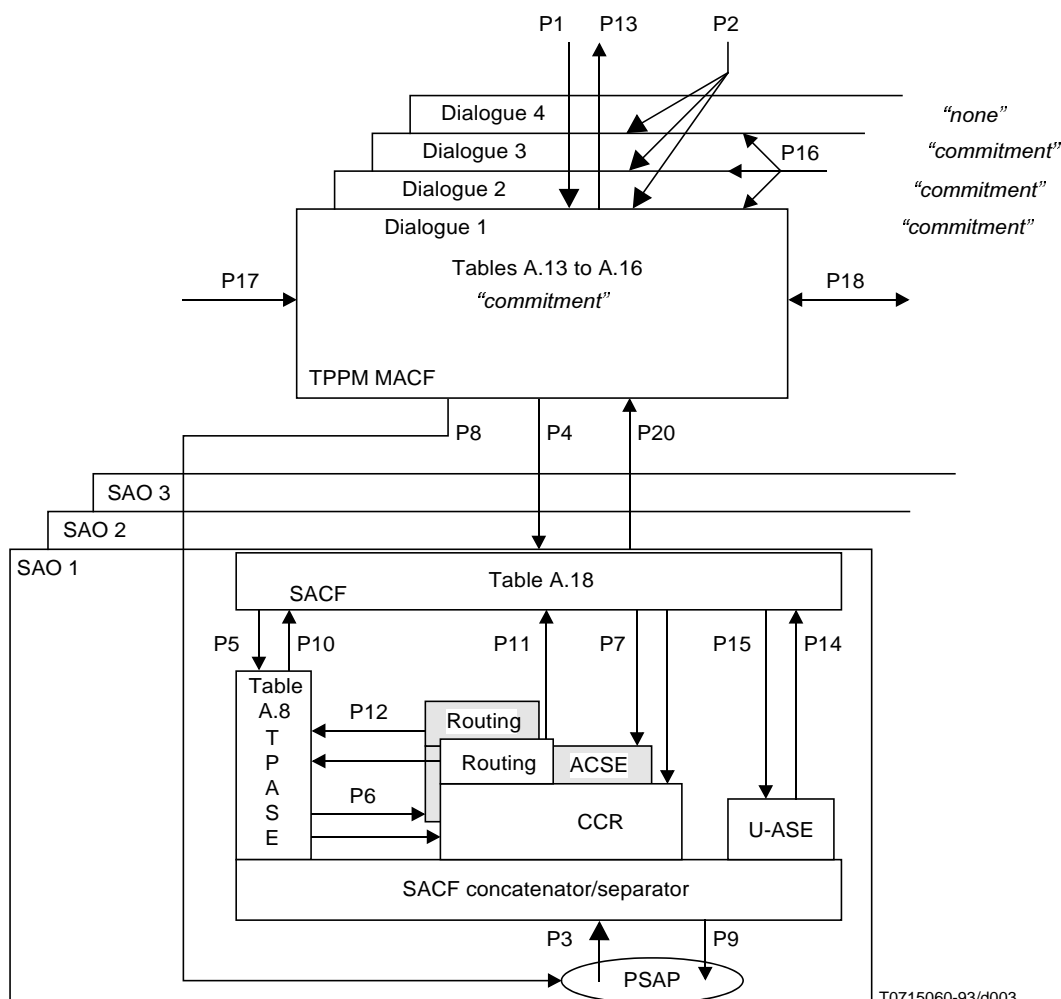 P1 P13 P2
Dialogue 4 “none”
Dialogue 3 P16 “commitment”
Dialogue 2 “commitment”
Dialogue 1 “commitment”
Tables A.13 to A.16
P17 “commitment” P18
TPPM MACF
P8 P4 P20
SAO 3
SAO 2
SAO 1
Table A.18
SACF
P5 P10 P11 P7 P15 P14
Table
A.8
T
P
A
S
E
P12 Routing
Routing ACSE
P6
CCR
U-ASE
SACF concatenator/separator
P3 P9
PSAP
T0715060-93/d003